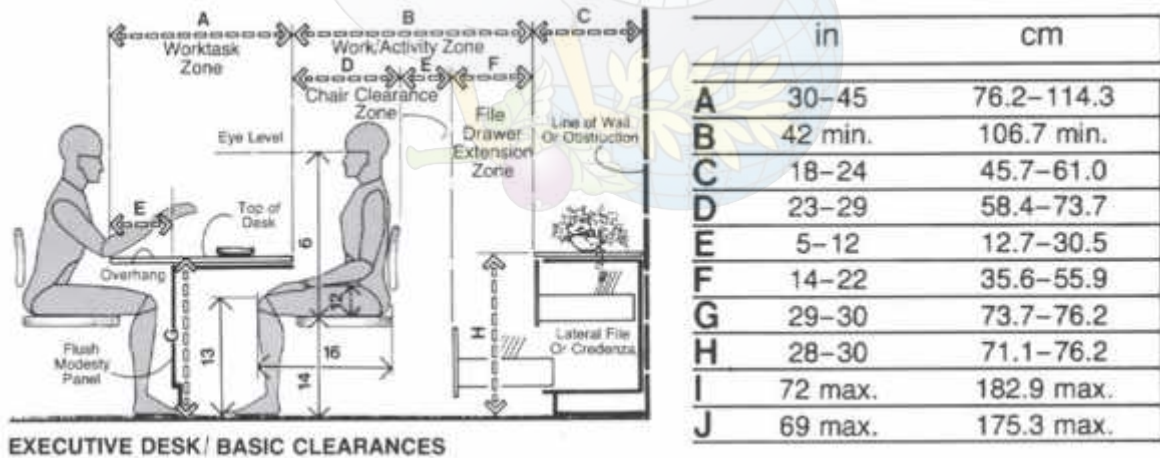 A
B
C
Worktask
Zone
Work/Activity Zone
D
E
F
Chair Clearance
Zone
File
Drawer
Extension
Zone
Line of Wall
Or Obstruction
Eye Level
E
Top of
Desk
Overhang
6
12
G
13
14
16
H
Flush
Modesty
Panel
Lateral File
Or Credenza
EXECUTIVE DESK/ BASIC CLEARANCES
in cm
A 30–45 76.2–114.3
B 42 min. 106.7 min.
C 18–24 45.7–61.0
D 23–29 58.4–73.7
E 5–12 12.7–30.5
F 14–22 35.6–55.9
G 29–30 73.7–76.2
H 28–30 71.1–76.2
I 72 max. 182.9 max.
J 69 max. 175.3 max.